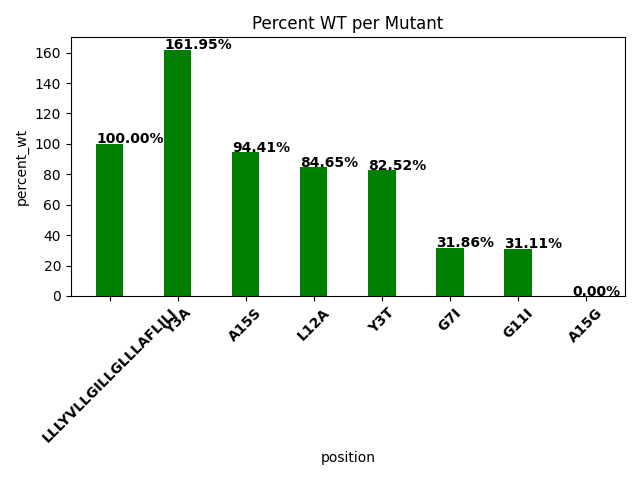 Percent WT per Mutant
percent_wt
160
140
120
100
80
60
40
20
0
100.00%
161.95%
94.41%
84.65%
82.52%
31.86%
31.11%
0.00%
Y3A
A15S
L12A
Y3T
G7I
G11I
A15G
position